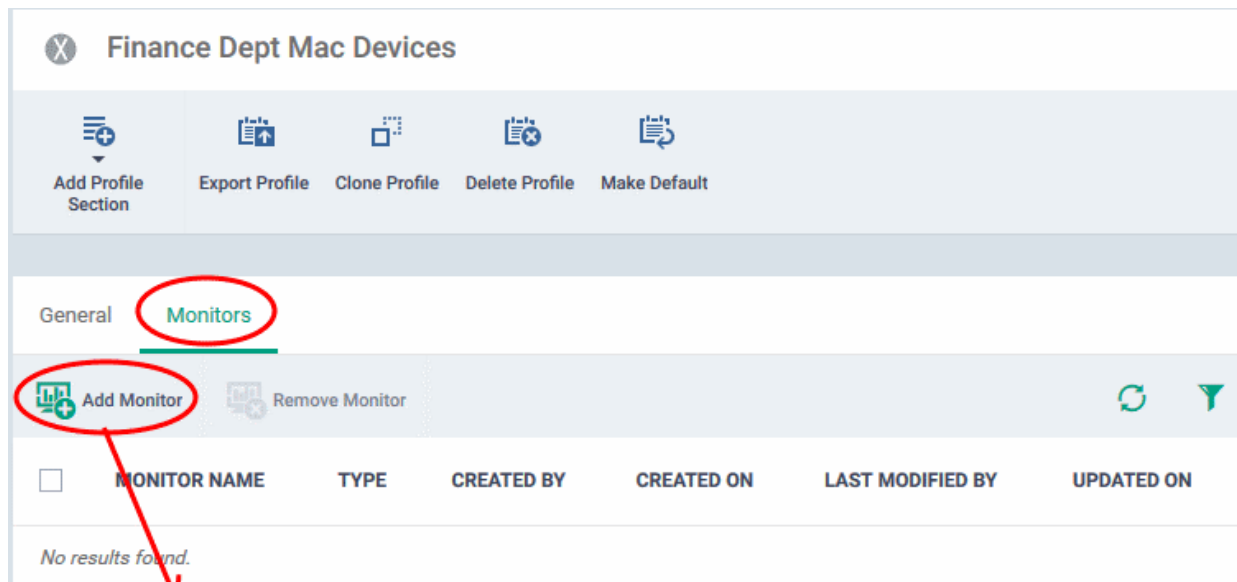 Finance Dept Mac Devices
Add Profile
Section
Export Profile
Clone Profile
Delete Profile
Make Default
General
Monitors
Add Monitor
Remove Monitor
MONITOR NAME
TYPE
CREATED BY
CREATED ON
LAST MODIFIED BY
UPDATED ON
No results found.